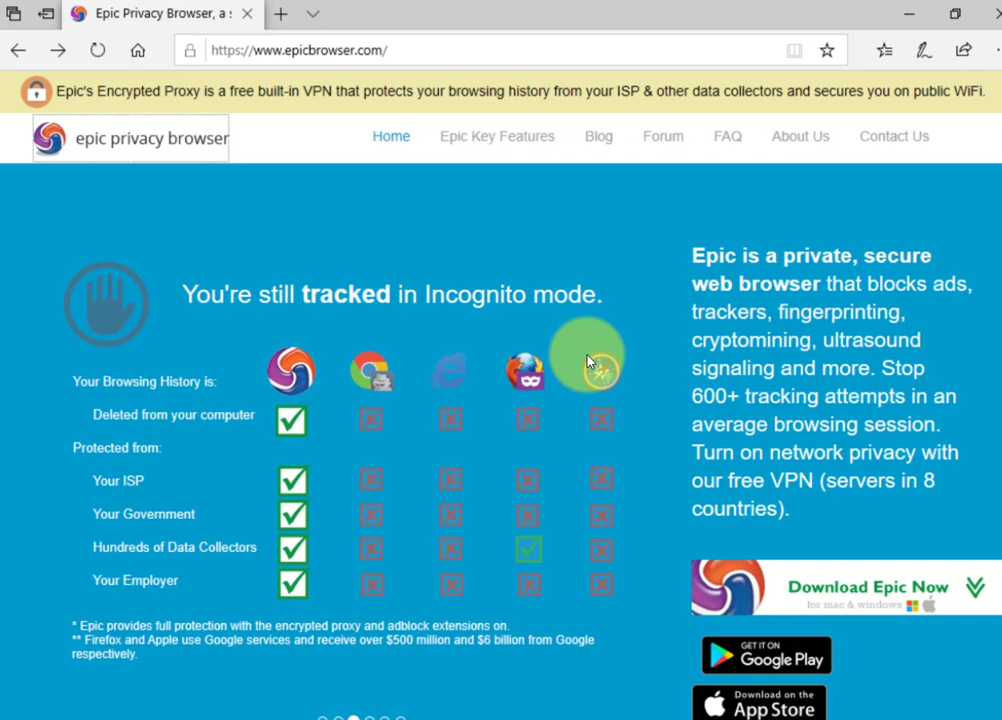 Epic Privacy Browser, a s
https://www.epicbrowser.com/
Epic's Encrypted Proxy is a free built-in VPN that protects your browsing history from your ISP & other data collectors and secures you on public WiFi.
epic privacy browser
Home Epic Key Features Blog Forum FAQ About Us Contact Us
You're still tracked in Incognito mode.
Your Browsing History is:
Deleted from your computer
Protected from:
Your ISP
Your Government
Hundreds of Data Collectors
Your Employer
* Epic provides full protection with the encrypted proxy and adblock extensions on.
** Firefox and Apple use Google services and receive over $500 million and $6 billion from Google
respectively.
Epic is a private, secure
web browser that blocks ads,
trackers, fingerprinting,
cryptomining, ultrasound
signaling and more. Stop
600+ tracking attempts in an
average browsing session.
Turn on network privacy with
our free VPN (servers in 8
countries).
Download Epic Now
for mac & windows
GET IT ON
Google Play
Download on the
App Store